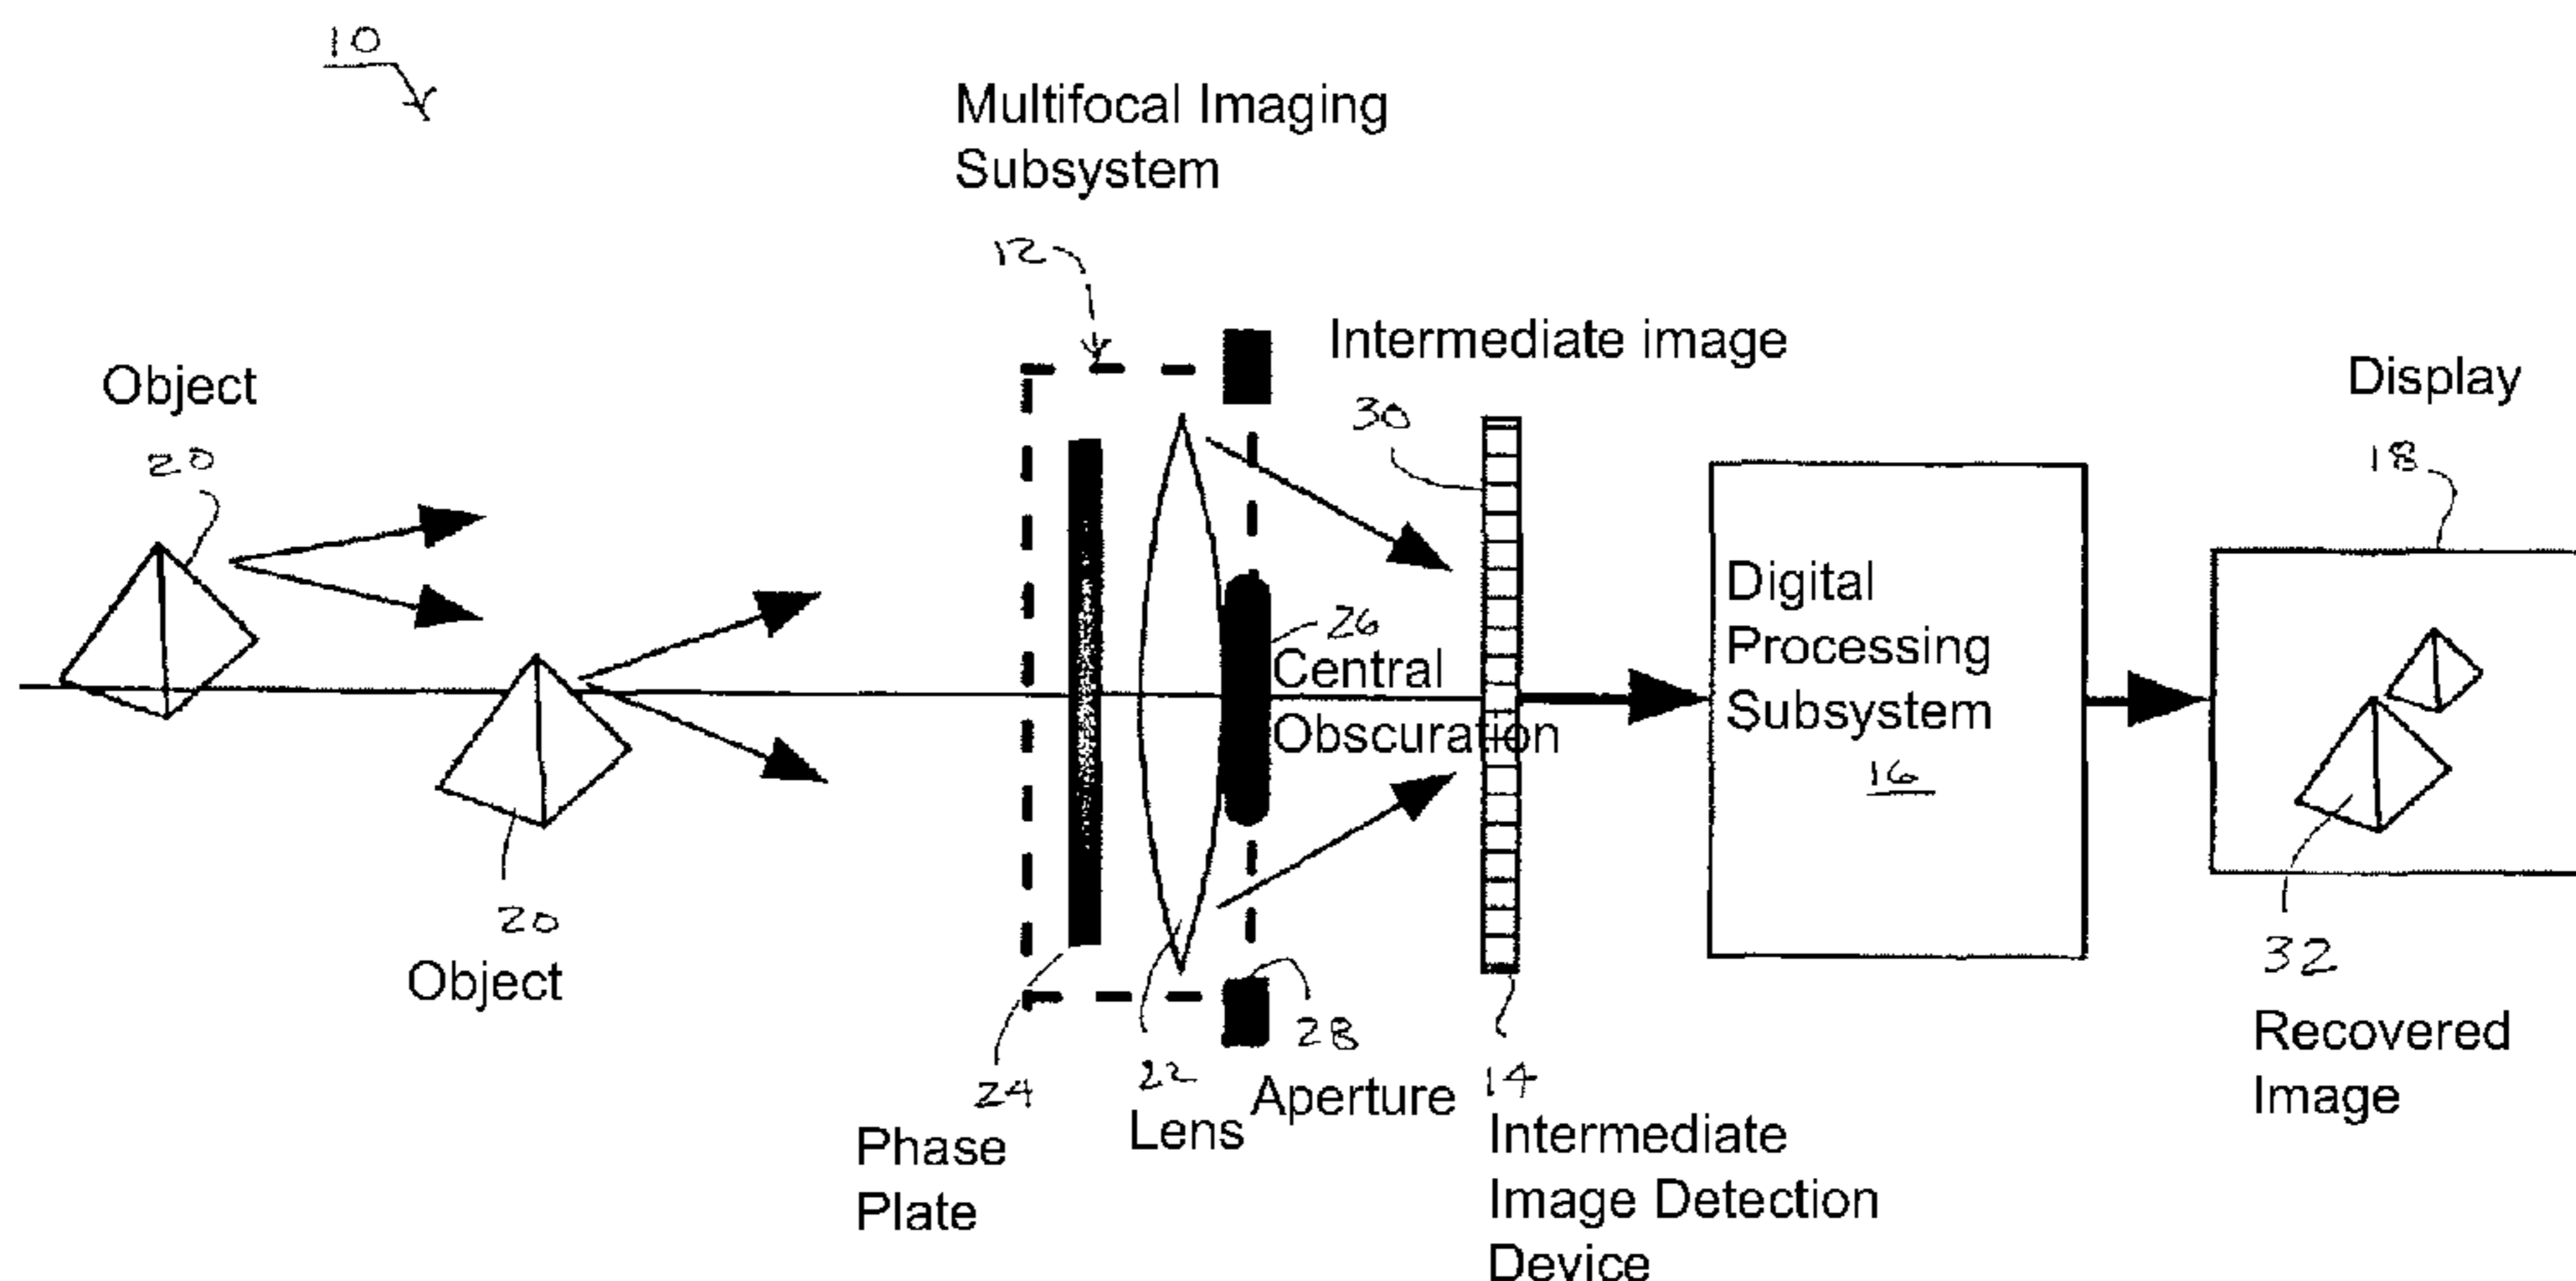 10
Multifocal Imaging
Subsystem
12
Object
20
Intermediate image
30
Display
18
26
Central
Obscuration
Digital
Processing
Subsystem
16
20
Object
24
Phase
Plate
22
Lens
28
Aperture
14
Intermediate
Image Detection
Device
32
Recovered
Image